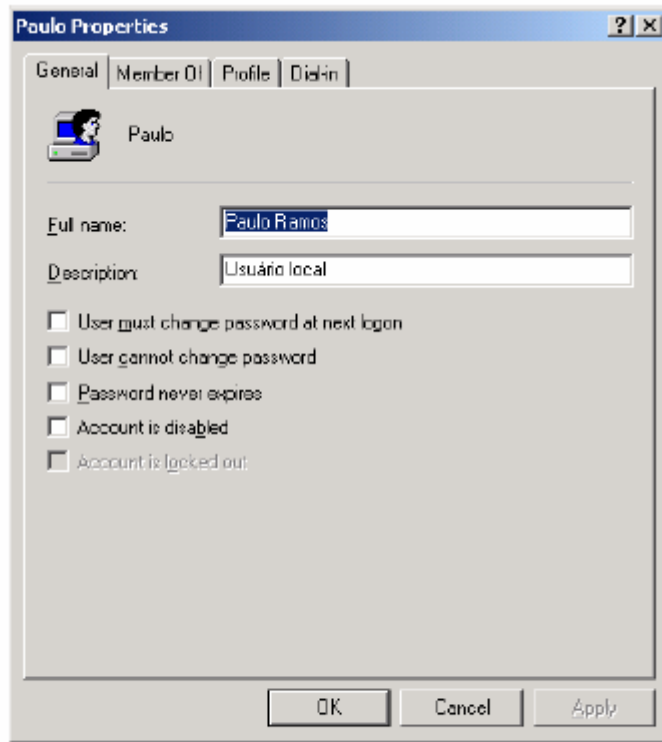 Paulo Properties
General Member Of Profile Dial-in
Paulo
Full name: Paulo Ramos
Description: Usuário local
User must change password at next logon
User cannot change password
Password never expires
Account is disabled
Account is locked out
OK Cancel Apply